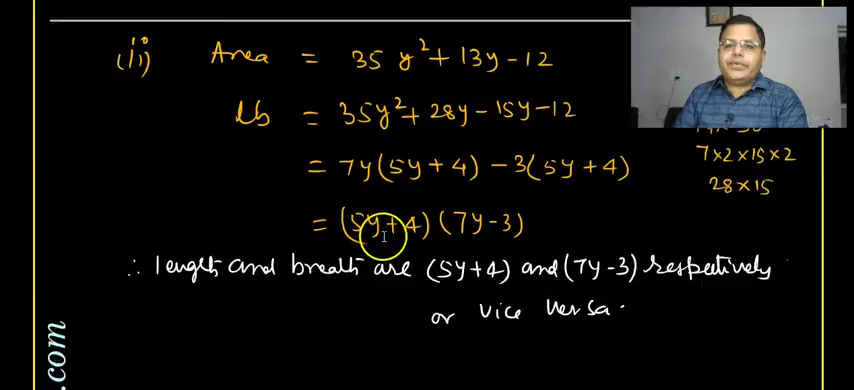 (ii) Area = 35y² + 13y - 12
lb = 35y² + 28y - 15y - 12
= 7y(5y + 4) - 3(5y + 4)
7×2×15×2
28×15
= (5y+4)(7y-3)
∴ length and breath are (5y+4) and (7y-3) respectively
or vice versa.
.com